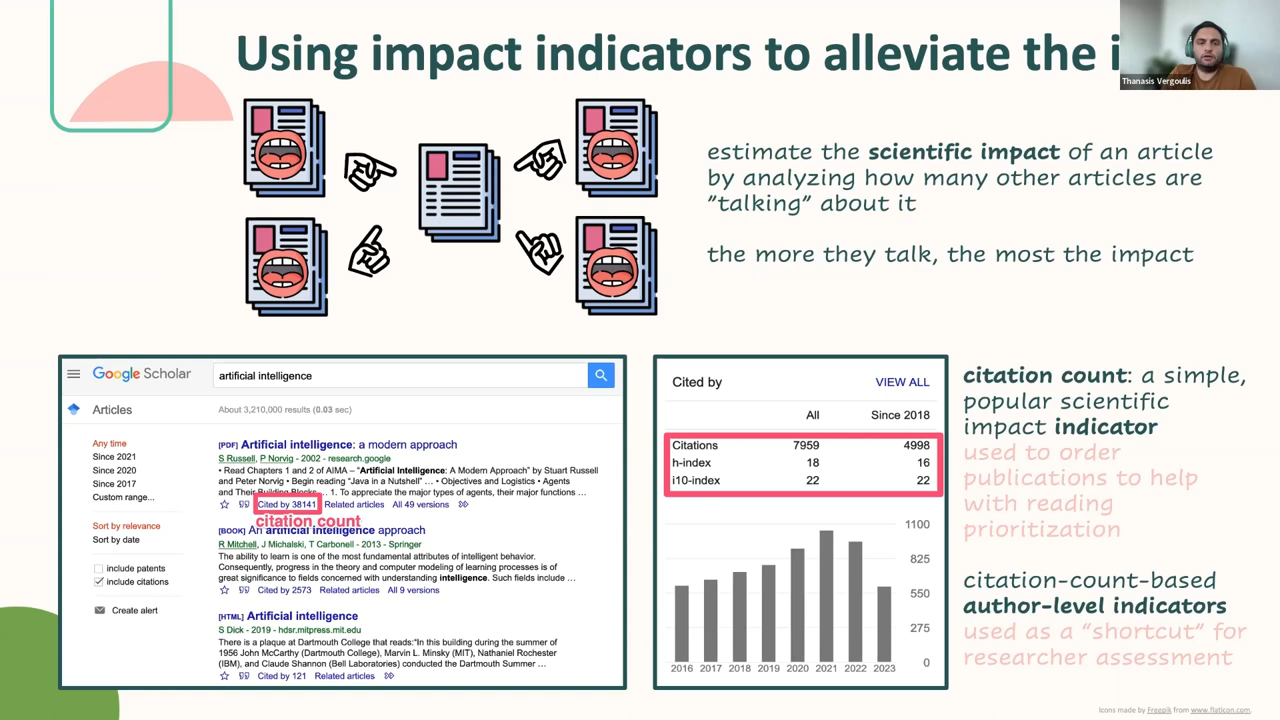 Using impact indicators to alleviate the i
Thanasis Vergoulis
estimate the scientific impact of an article
by analyzing how many other articles are
"talking" about it
the more they talk, the most the impact
Google Scholar
artificial intelligence
Articles
About 3,210,000 results (0.03 sec)
Any time
Since 2021
Since 2020
Since 2017
Custom range...
Sort by relevance
Sort by date
include patents
include citations
Create alert
[PDF] Artificial intelligence: a modern approach
S Russell, P Norvig - 2002 - research.google
• Read Chapters 1 and 2 of AIMA – "Artificial Intelligence: A Modern Approach" by Stuart Russell
and Peter Norvig • Begin reading "Java in a Nutshell" … • Objectives and Logistics • Agents
and Their Building Blocks… … 1. To appreciate the major types of agents, their major functions …
Cited by 38141 Related articles All 49 versions
citation count
[BOOK] An artificial intelligence approach
R Mitchell, J Michalski, T Carbonell - 2013 - Springer
The ability to learn is one of the most fundamental attributes of intelligent behavior.
Consequently, progress in the theory and computer modeling of learning processes is of
great significance to fields concerned with understanding intelligence. Such fields include …
Cited by 2573 Related articles All 9 versions
[HTML] Artificial intelligence
S Dick - 2019 - hdsr.mitpress.mit.edu
There is a plaque at Dartmouth College that reads:"In this building during the summer of
1956 John McCarthy (Dartmouth College), Marvin L. Minsky (MIT), Nathaniel Rochester
(IBM), and Claude Shannon (Bell Laboratories) conducted the Dartmouth Summer …
Cited by 121 Related articles
Cited by VIEW ALL
All Since 2018
Citations 7959 4998
h-index 18 16
i10-index 22 22
1100
825
550
275
0
2016 2017 2018 2019 2020 2021 2022 2023
citation count: a simple,
popular scientific
impact indicator
used to order
publications to help
with reading
prioritization
citation-count-based
author-level indicators
used as a "shortcut" for
researcher assessment
Icons made by Freepik from www.flaticon.com.